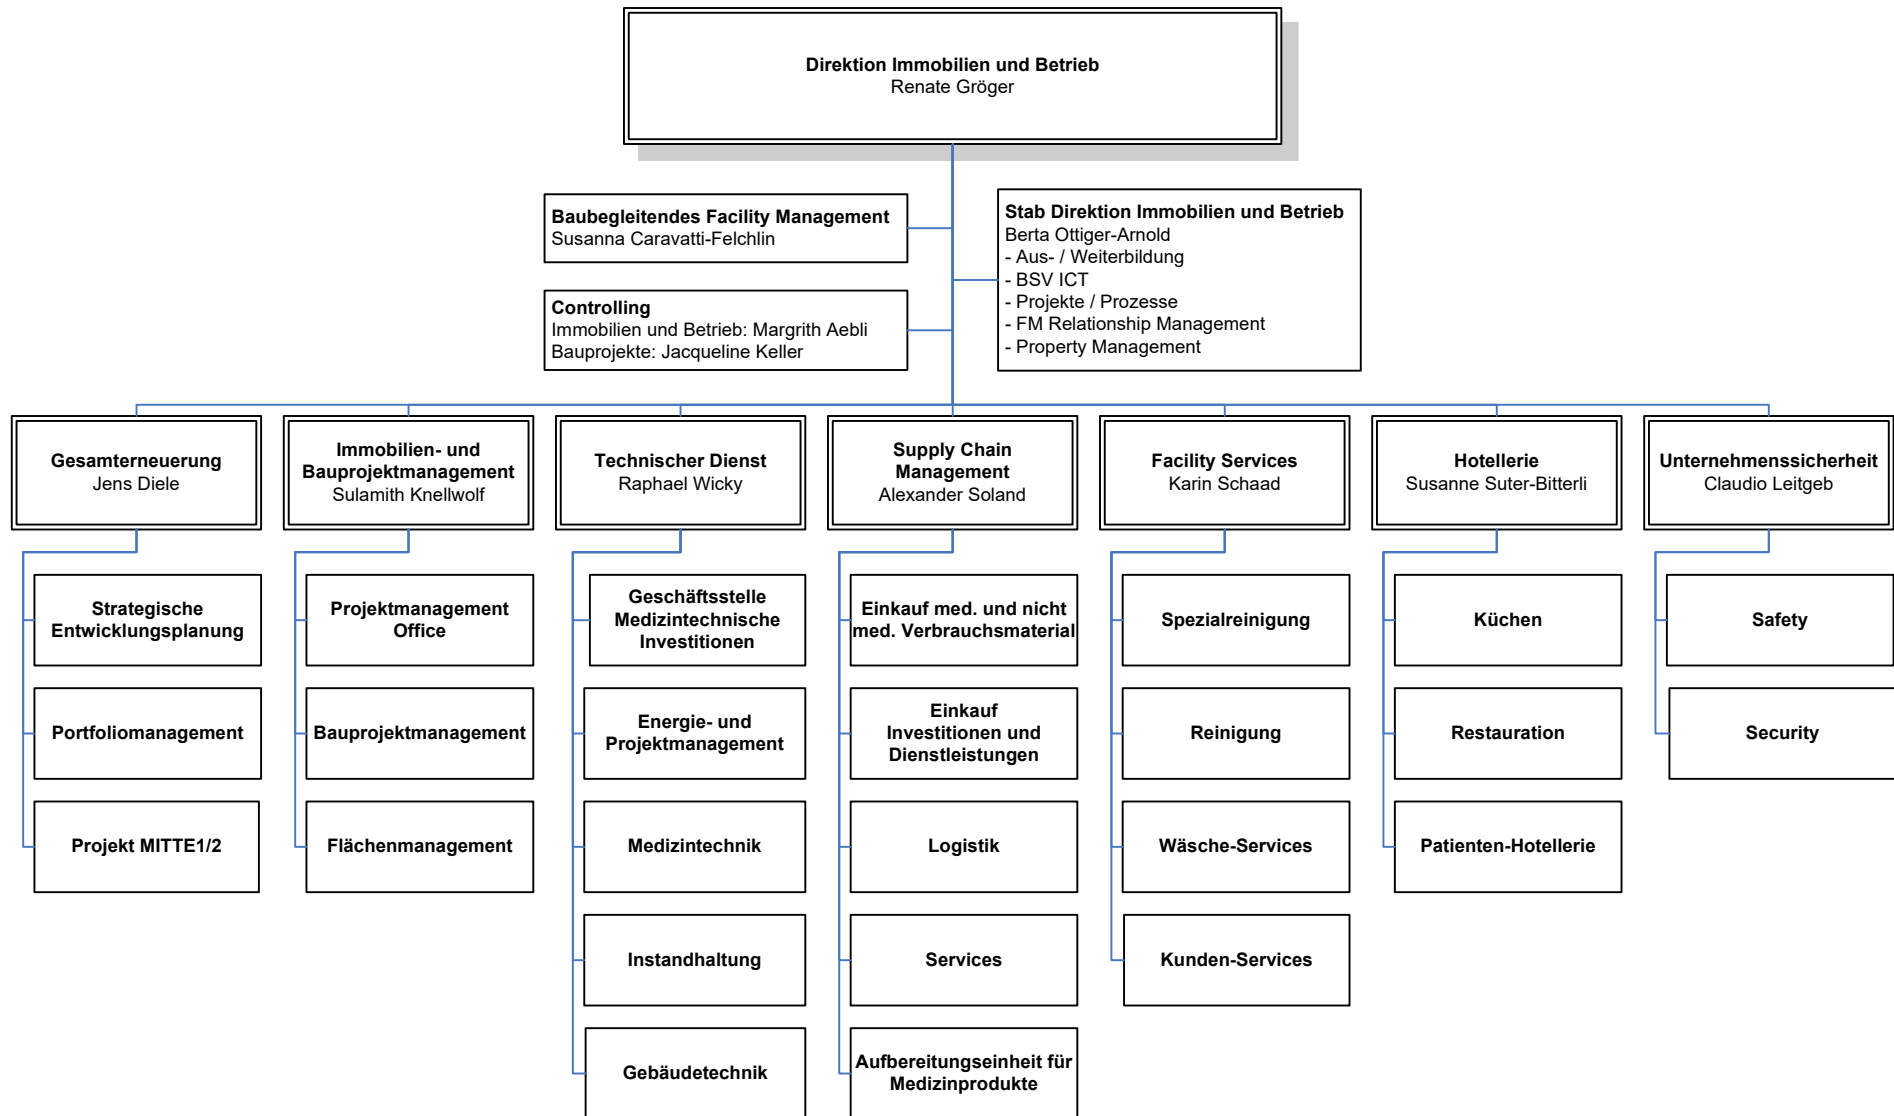 Direktion Immobilien und Betrieb
Renate Gröger
Baubegleitendes Facility Management
Susanna Caravatti-Felchlin
Stab Direktion Immobilien und Betrieb
Berta Ottiger-Arnold
- Aus- / Weiterbildung
- BSV ICT
- Projekte / Prozesse
- FM Relationship Management
- Property Management
Controlling
Immobilien und Betrieb: Margrith Aebli
Bauprojekte: Jacqueline Keller
Gesamterneuerung
Jens Diele
Immobilien- und
Bauprojektmanagement
Sulamith Knellwolf
Technischer Dienst
Raphael Wicky
Supply Chain
Management
Alexander Soland
Facility Services
Karin Schaad
Hotellerie
Susanne Suter-Bitterli
Unternehmenssicherheit
Claudio Leitgeb
Strategische
Entwicklungsplanung
Portfoliomanagement
Projekt MITTE1/2
Projektmanagement
Office
Bauprojektmanagement
Flächenmanagement
Geschäftsstelle
Medizintechnische
Investitionen
Energie- und
Projektmanagement
Medizintechnik
Instandhaltung
Gebäudetechnik
Einkauf med. und nicht
med. Verbrauchsmaterial
Einkauf
Investitionen und
Dienstleistungen
Logistik
Services
Aufbereitungseinheit für
Medizinprodukte
Spezialreinigung
Reinigung
Wäsche-Services
Kunden-Services
Küchen
Restauration
Patienten-Hotellerie
Safety
Security